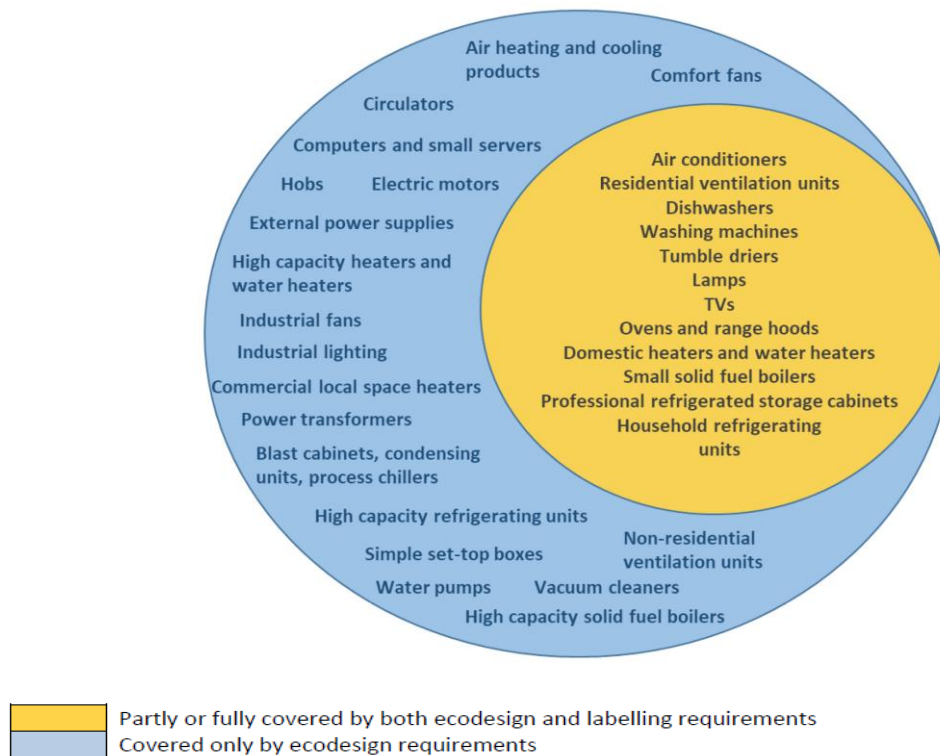 Air heating and cooling
products
Comfort fans
Circulators
Computers and small servers
Hobs
Electric motors
External power supplies
High capacity heaters and
water heaters
Industrial fans
Industrial lighting
Commercial local space heaters
Power transformers
Blast cabinets, condensing
units, process chillers
High capacity refrigerating units
Simple set-top boxes
Non-residential
ventilation units
Water pumps
Vacuum cleaners
High capacity solid fuel boilers
Air conditioners
Residential ventilation units
Dishwashers
Washing machines
Tumble driers
Lamps
TVs
Ovens and range hoods
Domestic heaters and water heaters
Small solid fuel boilers
Professional refrigerated storage cabinets
Household refrigerating
units
Partly or fully covered by both ecodesign and labelling requirements
Covered only by ecodesign requirements